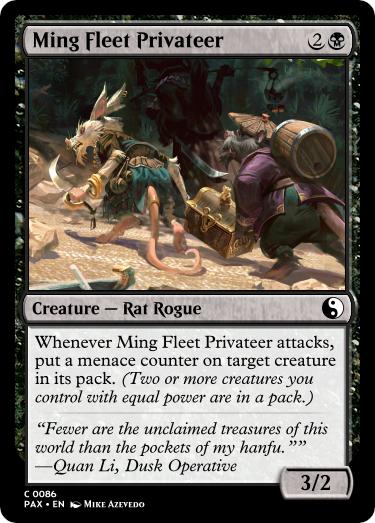 Ming Fleet Privateer 2
Creature — Rat Rogue
Whenever Ming Fleet Privateer attacks,
put a menace counter on target creature
in its pack. (Two or more creatures you
control with equal power are in a pack.)
“Fewer are the unclaimed treasures of this
world than the pockets of my hanfu.””
—Quan Li, Dusk Operative
3/2
C 0086
PAX • EN Mike Azevedo